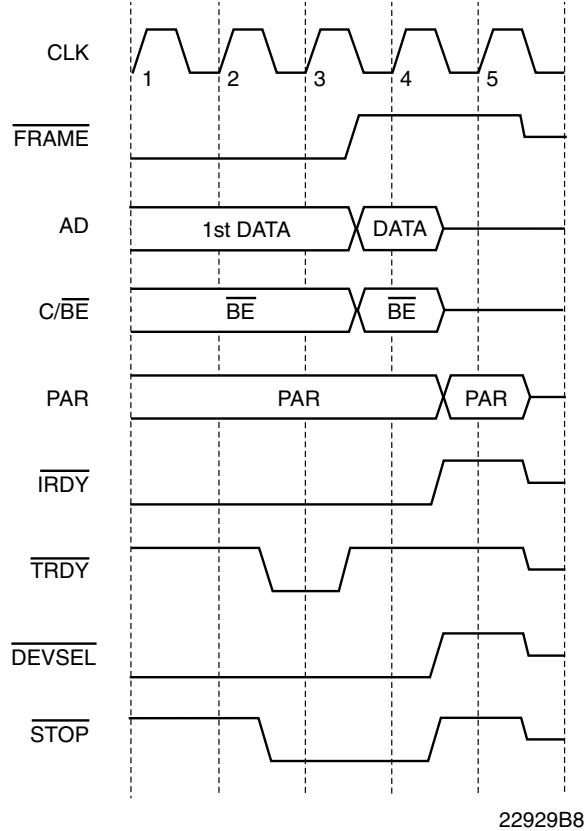 CLK
1 2 3 4 5
FRAME
AD 1st DATA DATA
C/BE BE BE
PAR PAR PAR
IRDY
TRDY
DEVSEL
STOP
22929B8